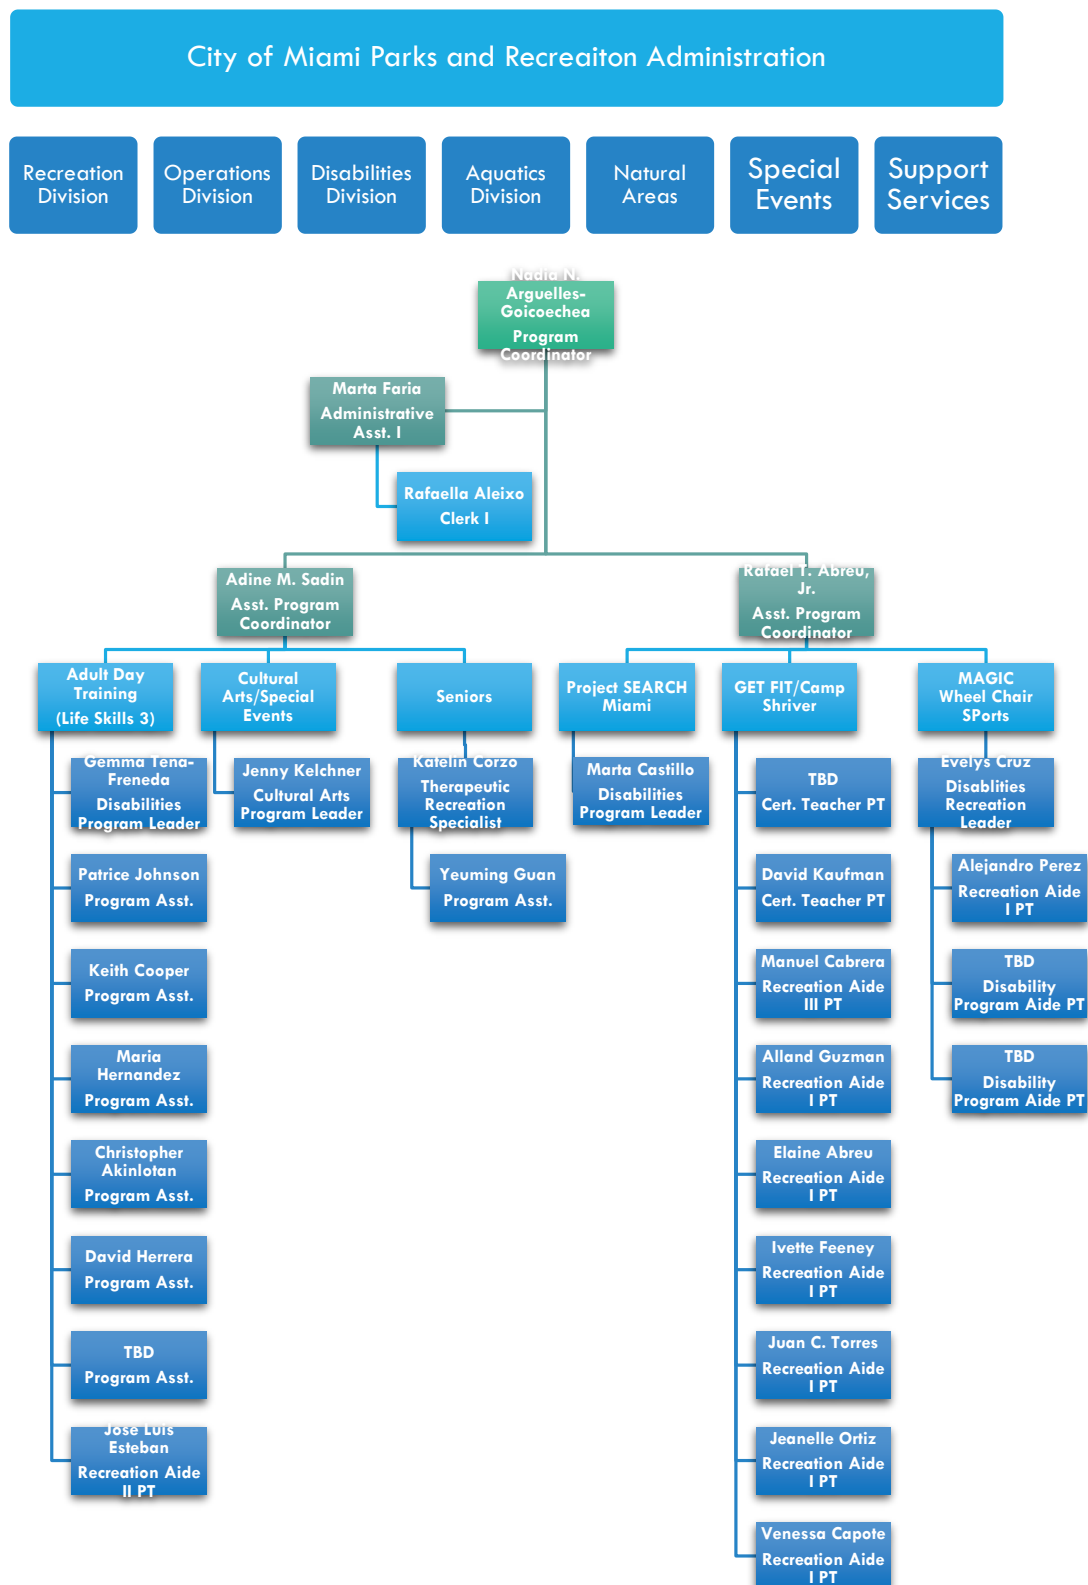 City of Miami Parks and Recreaiton Administration
Recreation
Division
Operations
Division
Disabilities
Division
Aquatics
Division
Natural
Areas
Special
Events
Support
Services
Nadia N.
Arguelles-
Goicoechea
Program
Coordinator
Marta Faria
Administrative
Asst. I
Rafaella Aleixo
Clerk I
Adine M. Sadin
Asst. Program
Coordinator
Rafael T. Abreu,
Jr.
Asst. Program
Coordinator
Adult Day
Training
(Life Skills 3)
Cultural
Arts/Special
Events
Seniors
Project SEARCH
Miami
GET FIT/Camp
Shriver
MAGIC
Wheel Chair
SPorts
Gemma Tena-
Freneda
Disabilities
Program Leader
Patrice Johnson
Program Asst.
Keith Cooper
Program Asst.
Maria
Hernandez
Program Asst.
Christopher
Akinlotan
Program Asst.
David Herrera
Program Asst.
TBD
Program Asst.
Jose Luis
Esteban
Recreation Aide
II PT
Jenny Kelchner
Cultural Arts
Program Leader
Katelin Corzo
Therapeutic
Recreation
Specialist
Yeuming Guan
Program Asst.
Marta Castillo
Disabilities
Program Leader
TBD
Cert. Teacher PT
David Kaufman
Cert. Teacher PT
Manuel Cabrera
Recreation Aide
III PT
Alland Guzman
Recreation Aide
I PT
Elaine Abreu
Recreation Aide
I PT
Ivette Feeney
Recreation Aide
I PT
Juan C. Torres
Recreation Aide
I PT
Jeanelle Ortiz
Recreation Aide
I PT
Venessa Capote
Recreation Aide
I PT
Evelys Cruz
Disablities
Recreation
Leader
Alejandro Perez
Recreation Aide
I PT
TBD
Disability
Program Aide PT
TBD
Disability
Program Aide PT